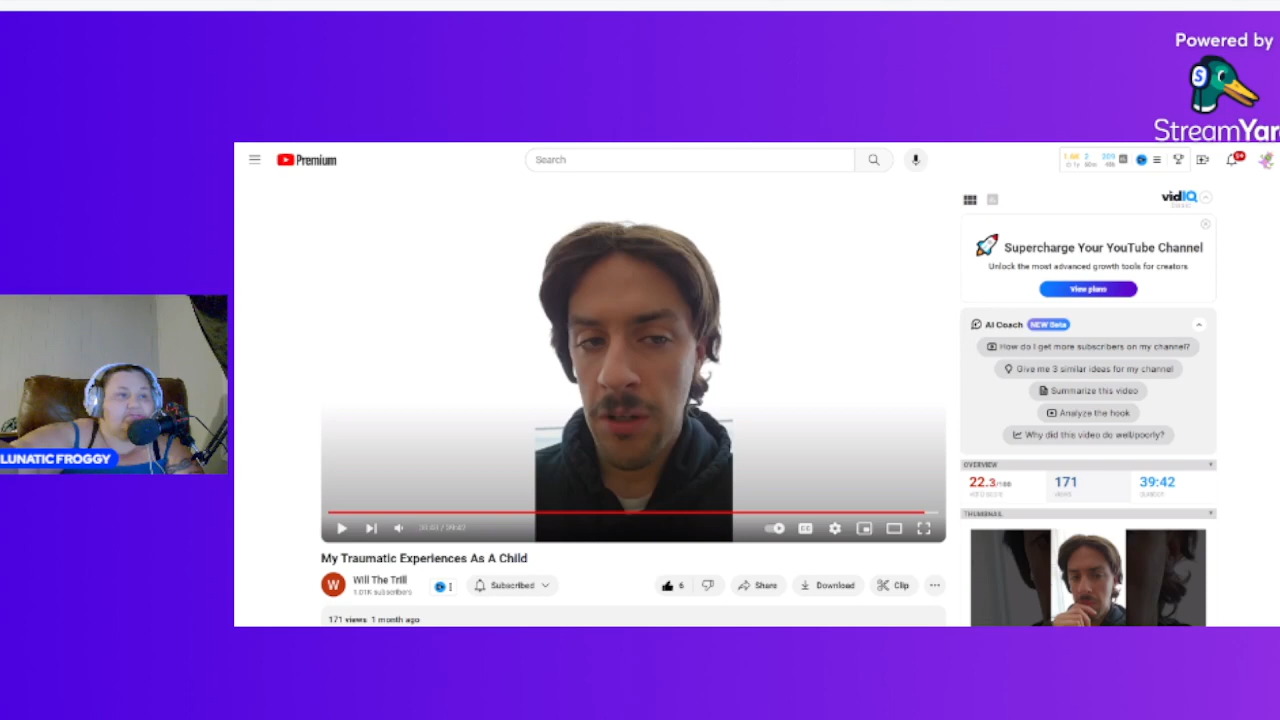 Powered by
StreamYar
Premium
Search
vidIQ
Supercharge Your YouTube Channel
Unlock the most advanced growth tools for creators
View plans
AI Coach NEW Beta
How do I get more subscribers on my channel?
Give me 3 similar ideas for my channel
Summarize this video
Analyze the hook
Why did this video do well/poorly?
LUNATIC FROGGY
OVERVIEW
22.3/100 171 39:42
views duration
THUMBNAIL
CC
My Traumatic Experiences As A Child
W Will The Trill
1.01K subscribers
Subscribed
6
Share
Download
Clip
171 views 1 month ago